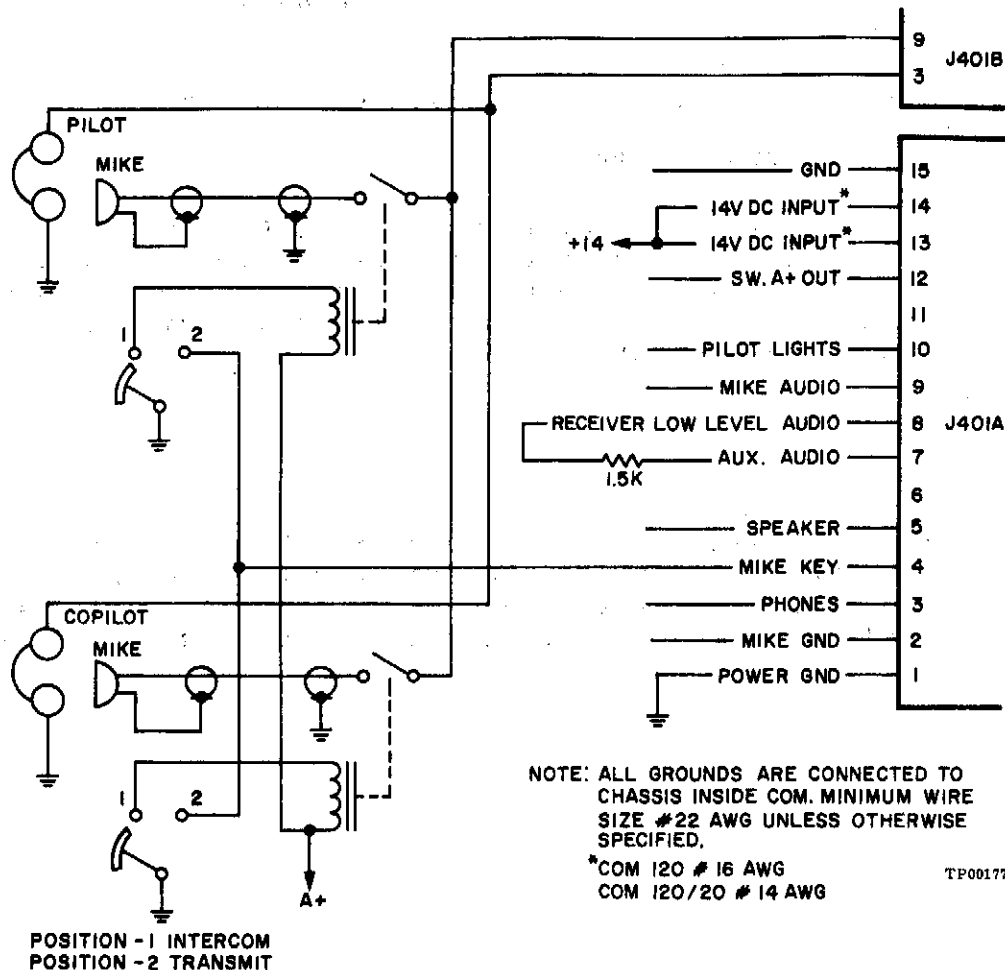 9
J401B
3
PILOT
MIKE
GND 15
14V DC INPUT* 14
+14 14V DC INPUT* 13
SW. A+ OUT 12
11
1 2
PILOT LIGHTS 10
MIKE AUDIO 9
RECEIVER LOW LEVEL AUDIO 8 J401A
AUX. AUDIO 7
1.5K
6
SPEAKER 5
MIKE KEY 4
PHONES 3
COPILOT
MIKE
MIKE GND 2
POWER GND 1
1 2
A+
NOTE: ALL GROUNDS ARE CONNECTED TO
CHASSIS INSIDE COM. MINIMUM WIRE
SIZE #22 AWG UNLESS OTHERWISE
SPECIFIED.
*COM 120 # 16 AWG
COM 120/20 # 14 AWG
TP00177
POSITION - 1 INTERCOM
POSITION - 2 TRANSMIT